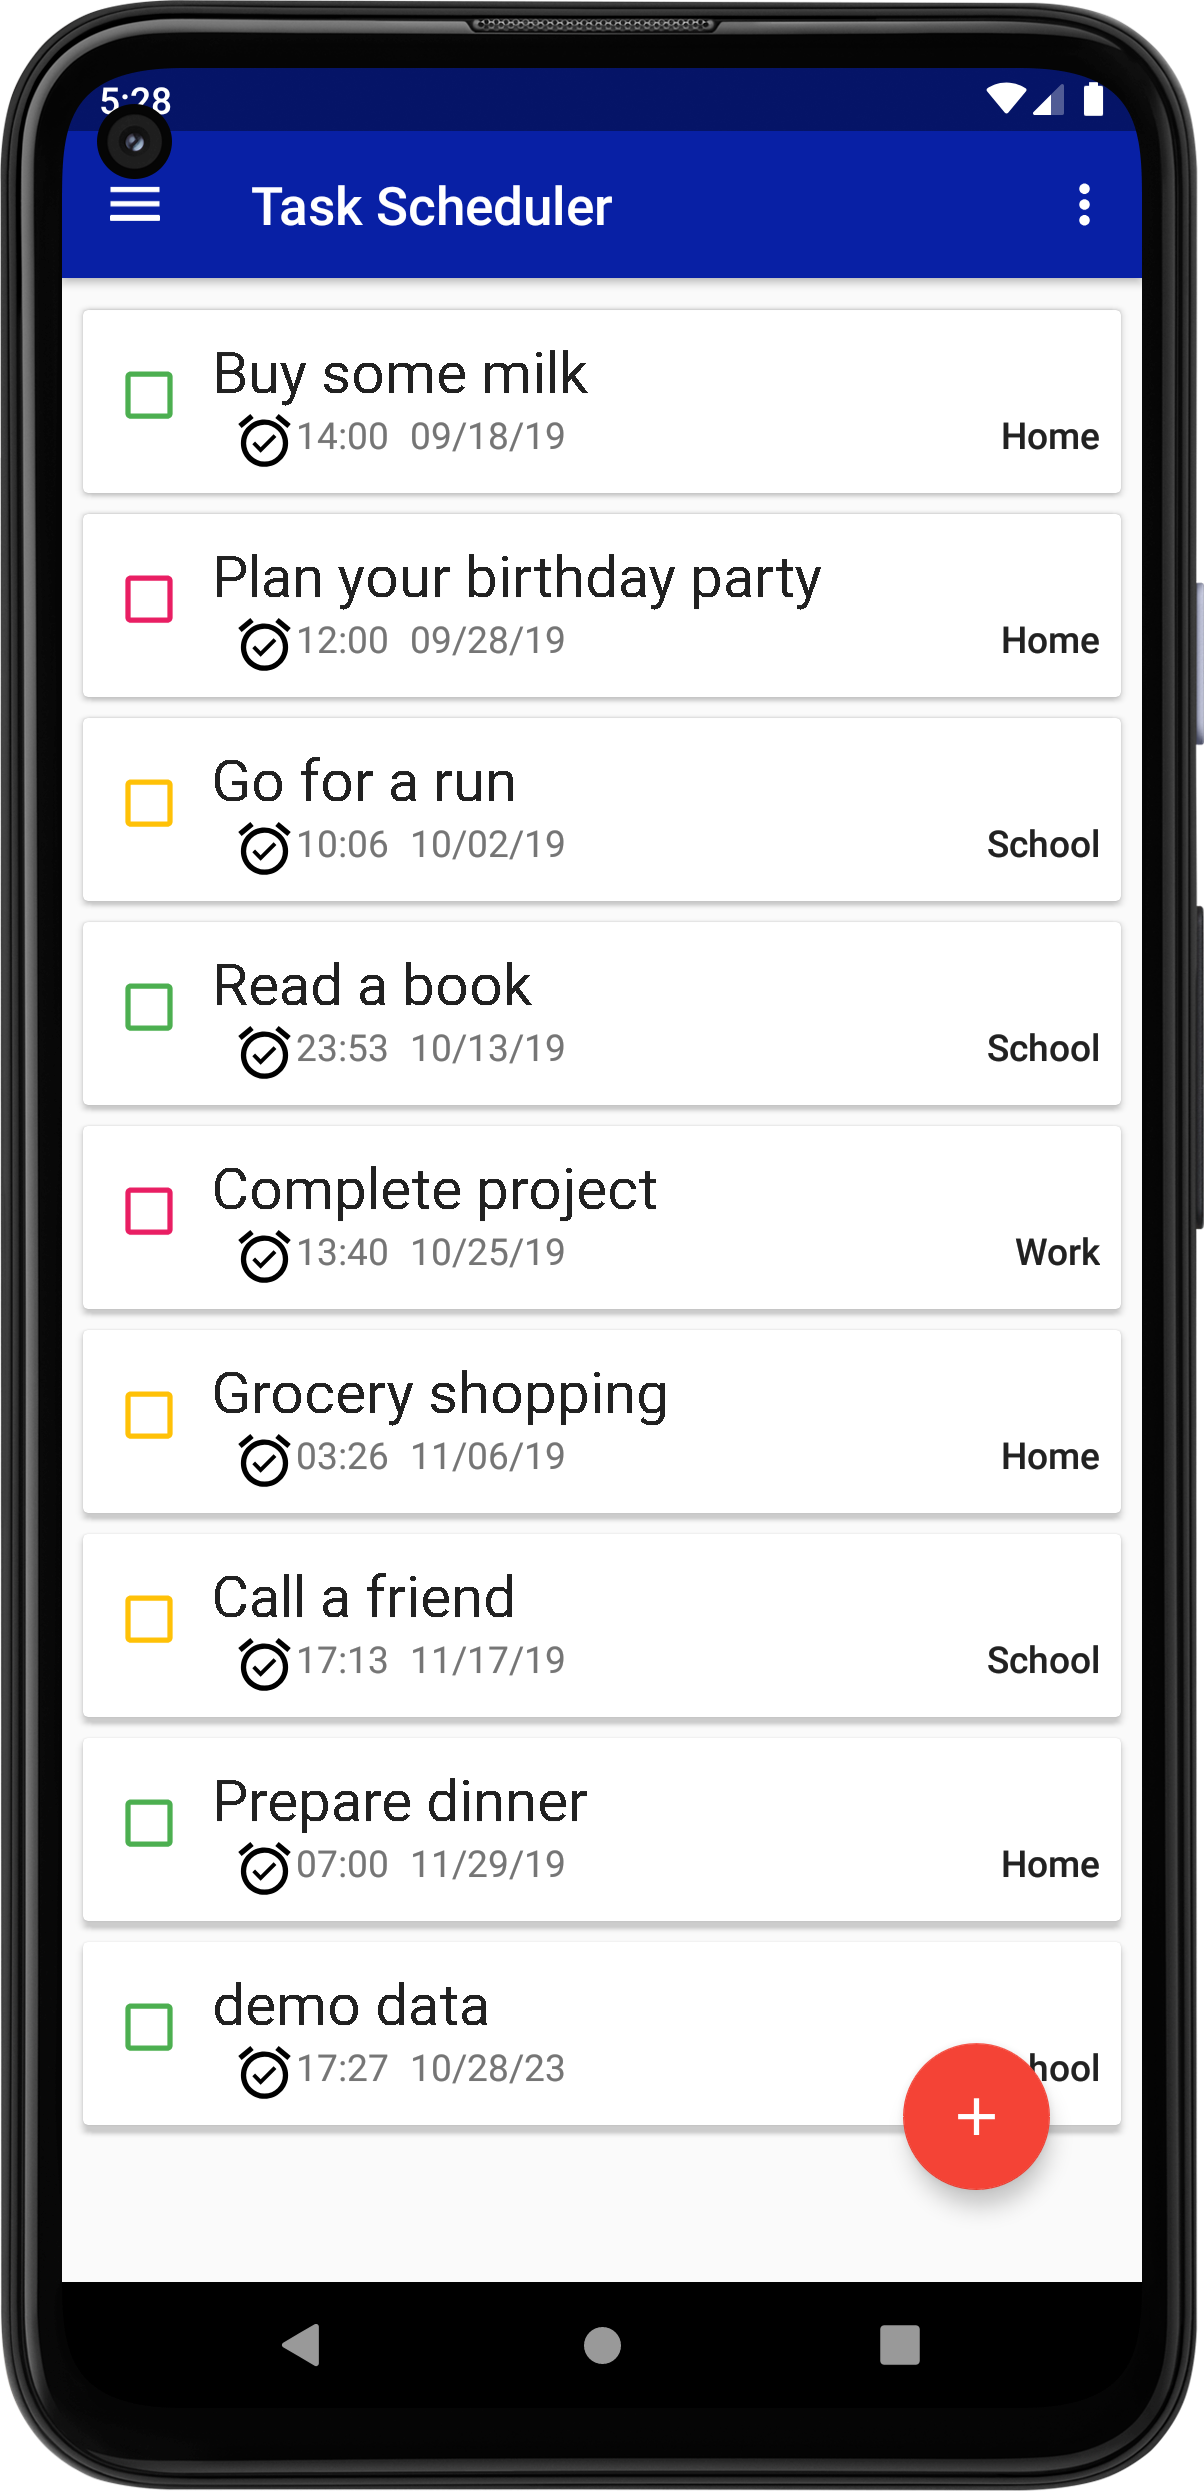 5:28
Task Scheduler
Buy some milk
14:00 09/18/19 Home
Plan your birthday party
12:00 09/28/19 Home
Go for a run
10:06 10/02/19 School
Read a book
23:53 10/13/19 School
Complete project
13:40 10/25/19 Work
Grocery shopping
03:26 11/06/19 Home
Call a friend
17:13 11/17/19 School
Prepare dinner
07:00 11/29/19 Home
demo data
17:27 10/28/23